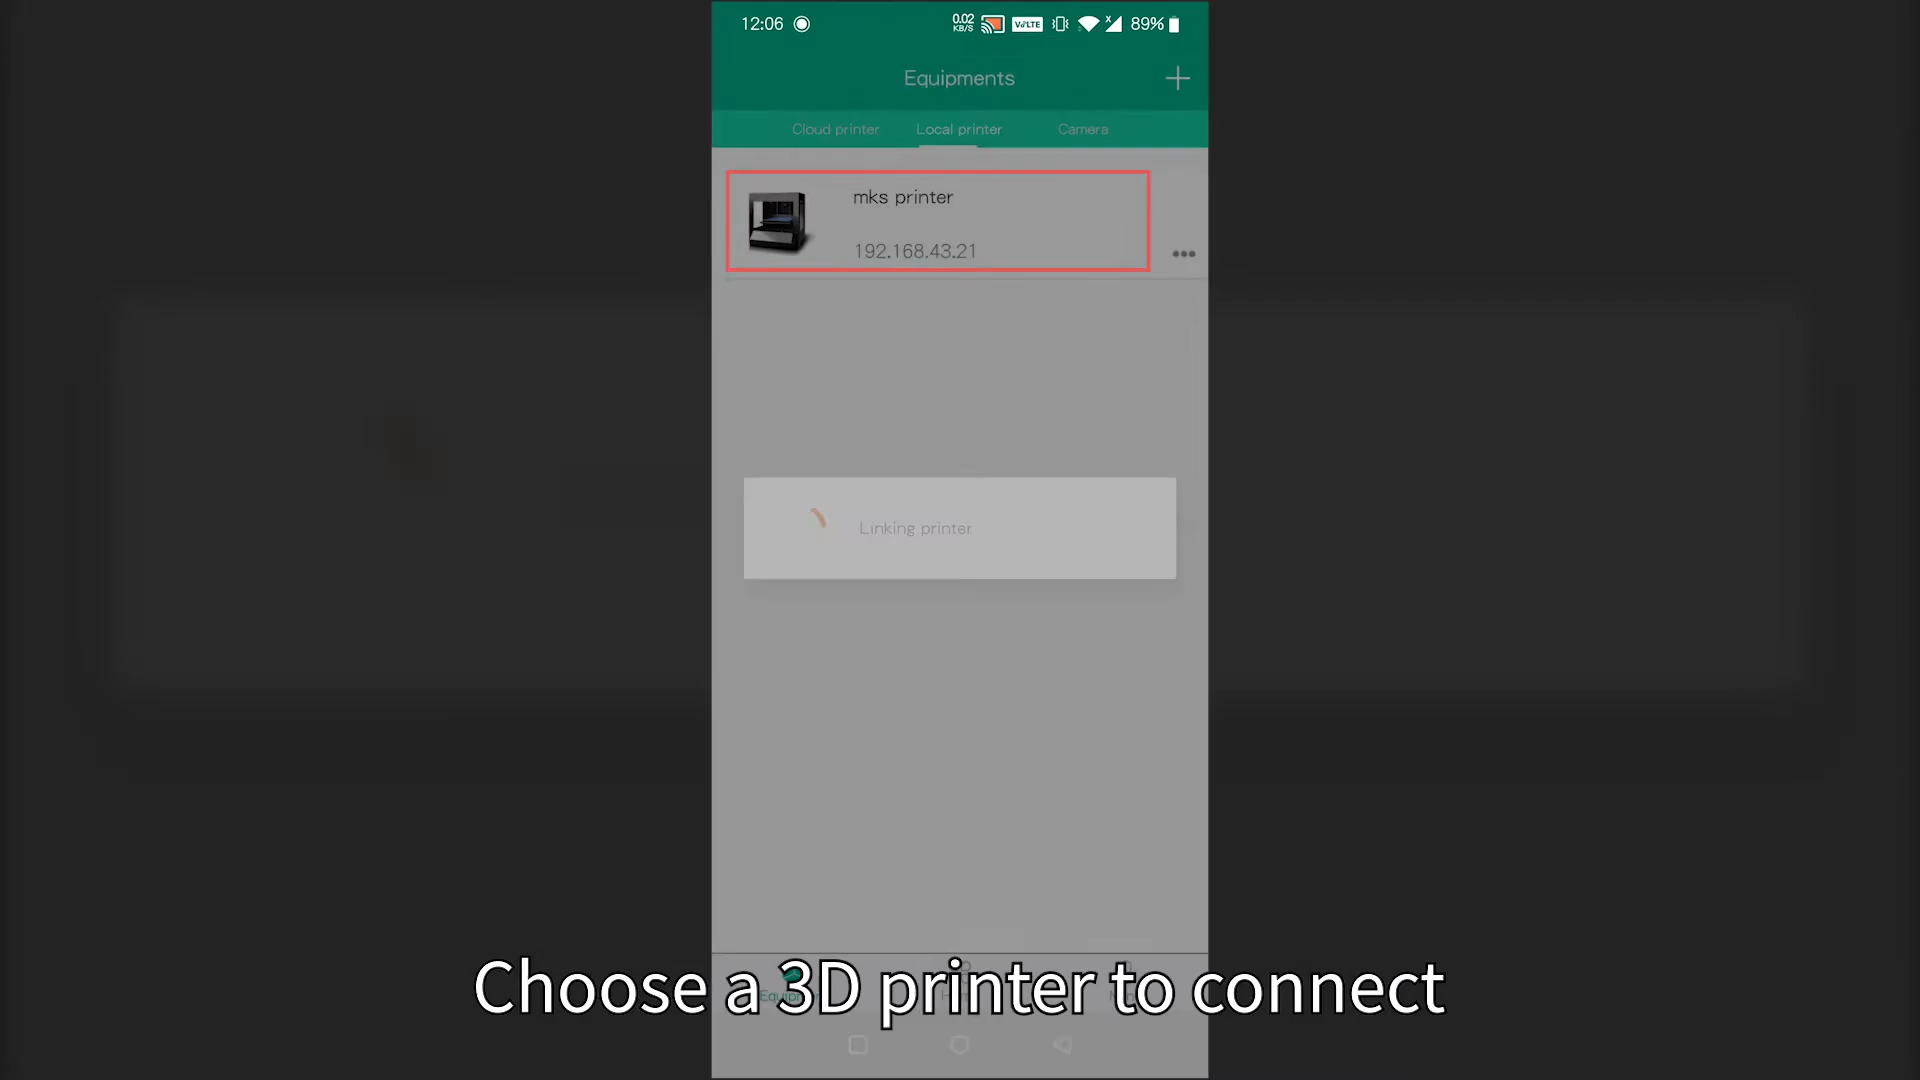 12:06
0.02
KB/S
VoLTE
x
89%
Equipments
Cloud printer
Local printer
Camera
mks printer
192.168.43.21
Linking printer
Choose a 3D printer to connect